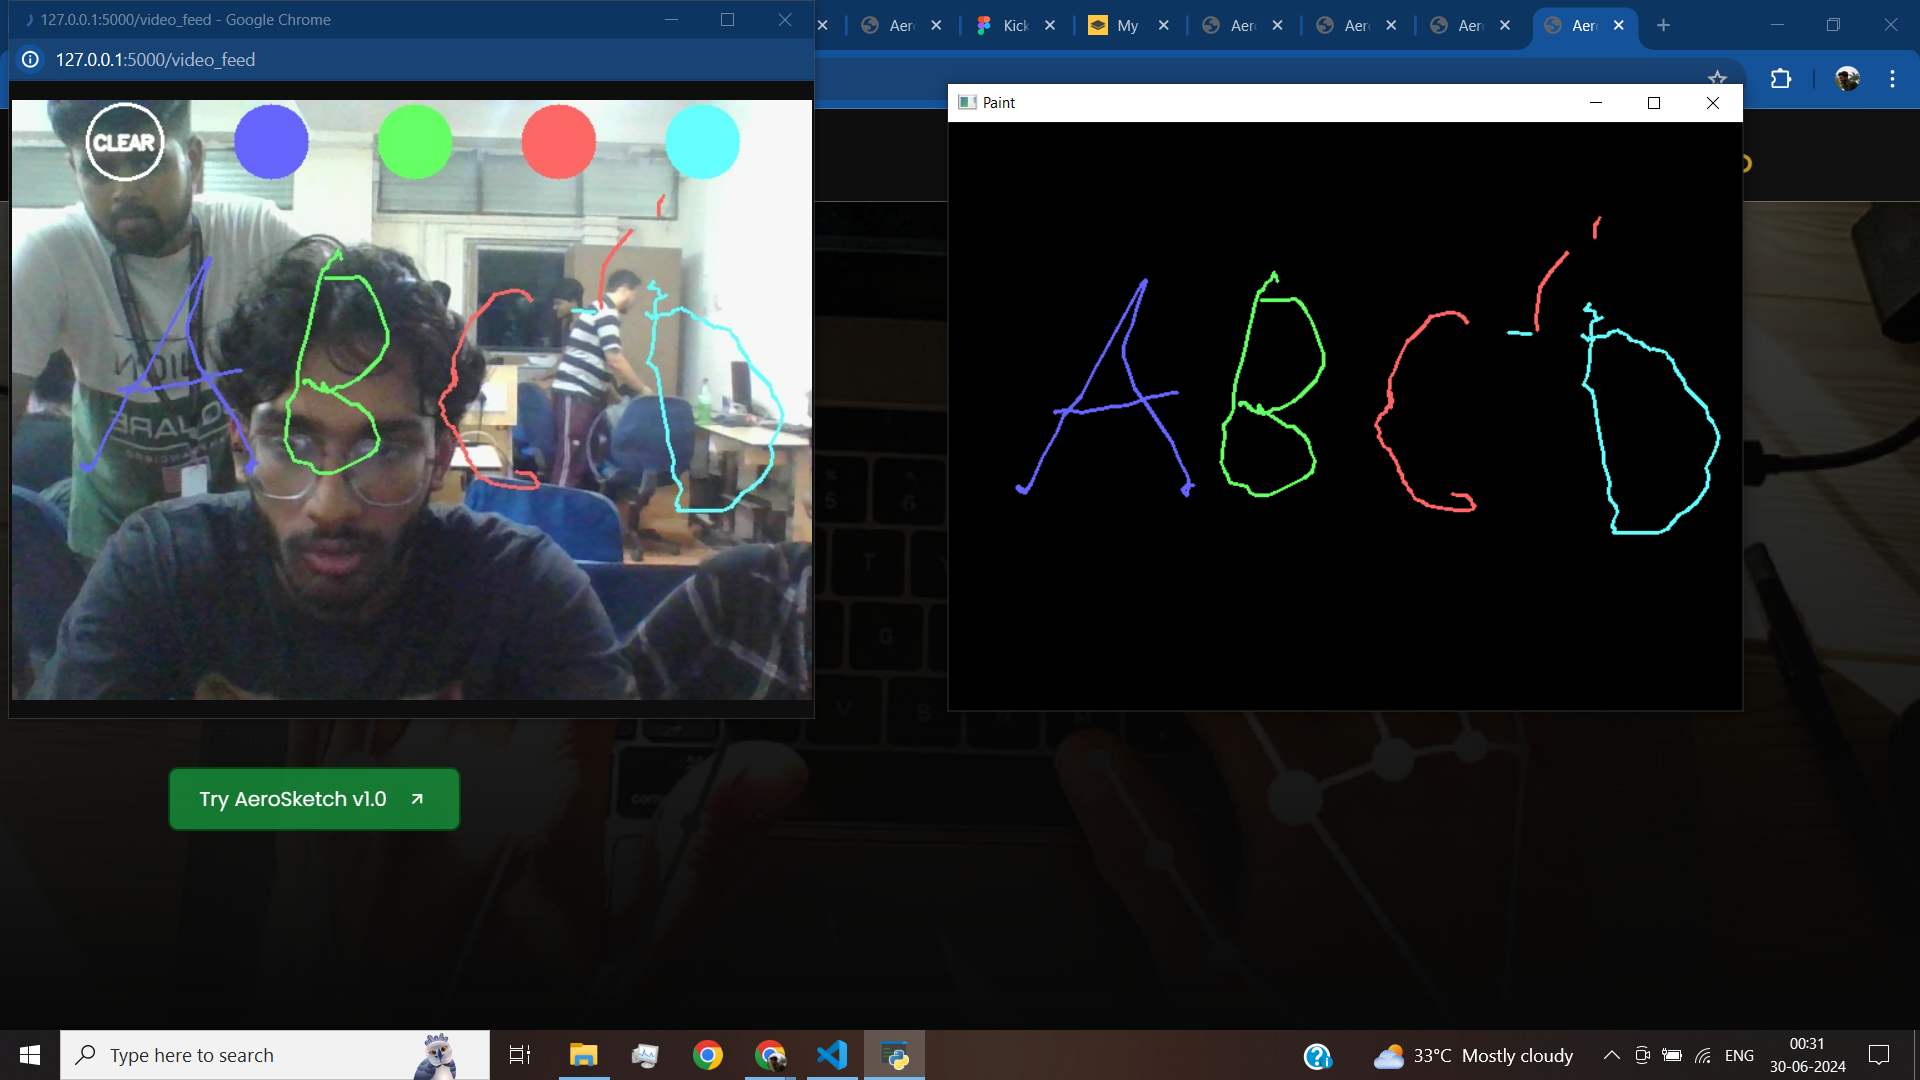 127.0.0.1:5000/video_feed - Google Chrome
Aer
Kick
My
Aer
Aer
Aer
Aer
127.0.0.1:5000/video_feed
Paint
CLEAR
A B C D
A B C D
Try AeroSketch v1.0
Type here to search
33°C Mostly cloudy
ENG
00:31
30-06-2024